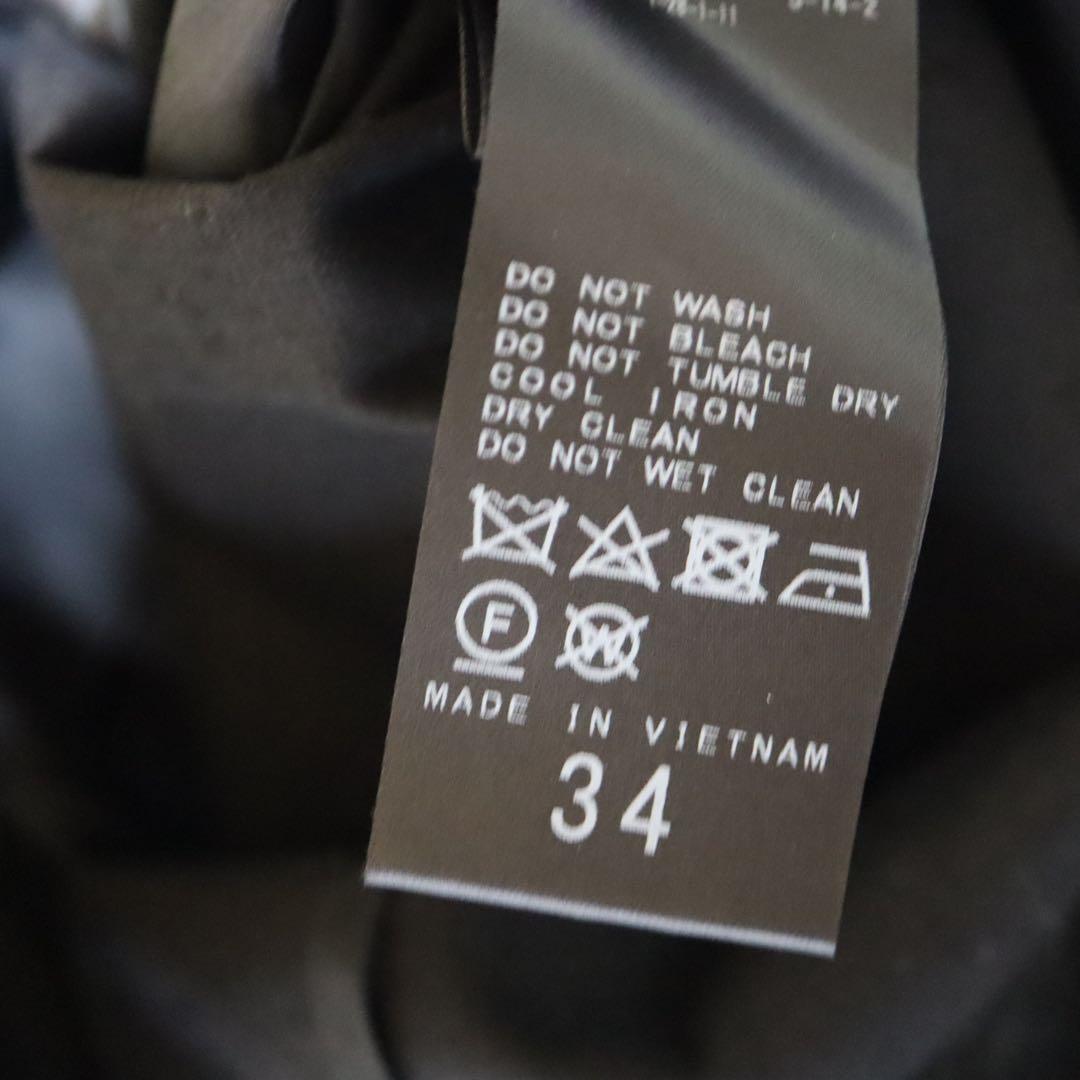 DO NOT WASH
DO NOT BLEACH
DO NOT TUMBLE DRY
COOL IRON
DRY CLEAN
DO NOT WET CLEAN
F W
MADE IN VIETNAM
34